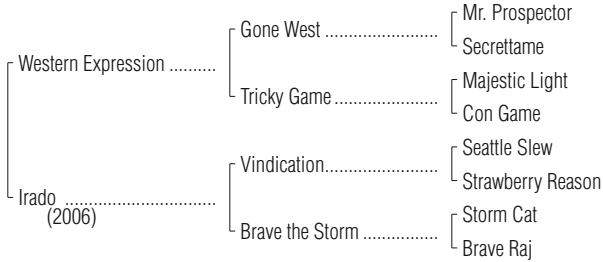 Mr. Prospector
Gone West ........................
Secrettame
Western Expression ..........
Majestic Light
Tricky Game ......................
Con Game
Seattle Slew
Vindication........................
Strawberry Reason
Irado ................................
(2006)
Storm Cat
Brave the Storm ................
Brave Raj